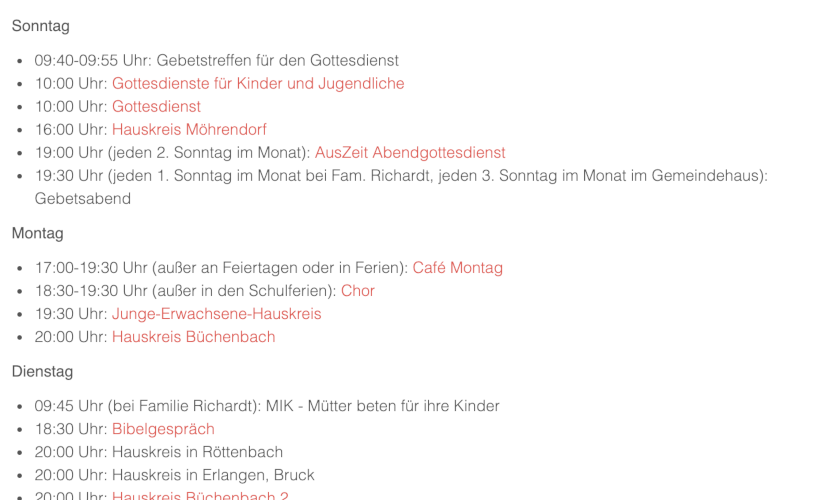 Sonntag
• 09:40-09:55 Uhr: Gebetstreffen für den Gottesdienst
• 10:00 Uhr: Gottesdienste für Kinder und Jugendliche
• 10:00 Uhr: Gottesdienst
• 16:00 Uhr: Hauskreis Möhrendorf
• 19:00 Uhr (jeden 2. Sonntag im Monat): AusZeit Abendgottesdienst
• 19:30 Uhr (jeden 1. Sonntag im Monat bei Fam. Richardt, jeden 3. Sonntag im Monat im Gemeindehaus):
Gebetsabend
Montag
• 17:00-19:30 Uhr (außer an Feiertagen oder in Ferien): Café Montag
• 18:30-19:30 Uhr (außer in den Schulferien): Chor
• 19:30 Uhr: Junge-Erwachsene-Hauskreis
• 20:00 Uhr: Hauskreis Büchenbach
Dienstag
• 09:45 Uhr (bei Familie Richardt): MIK - Mütter beten für ihre Kinder
• 18:30 Uhr: Bibelgespräch
• 20:00 Uhr: Hauskreis in Röttenbach
• 20:00 Uhr: Hauskreis in Erlangen, Bruck
• 20:00 Uhr: Hauskreis Büchenbach 2